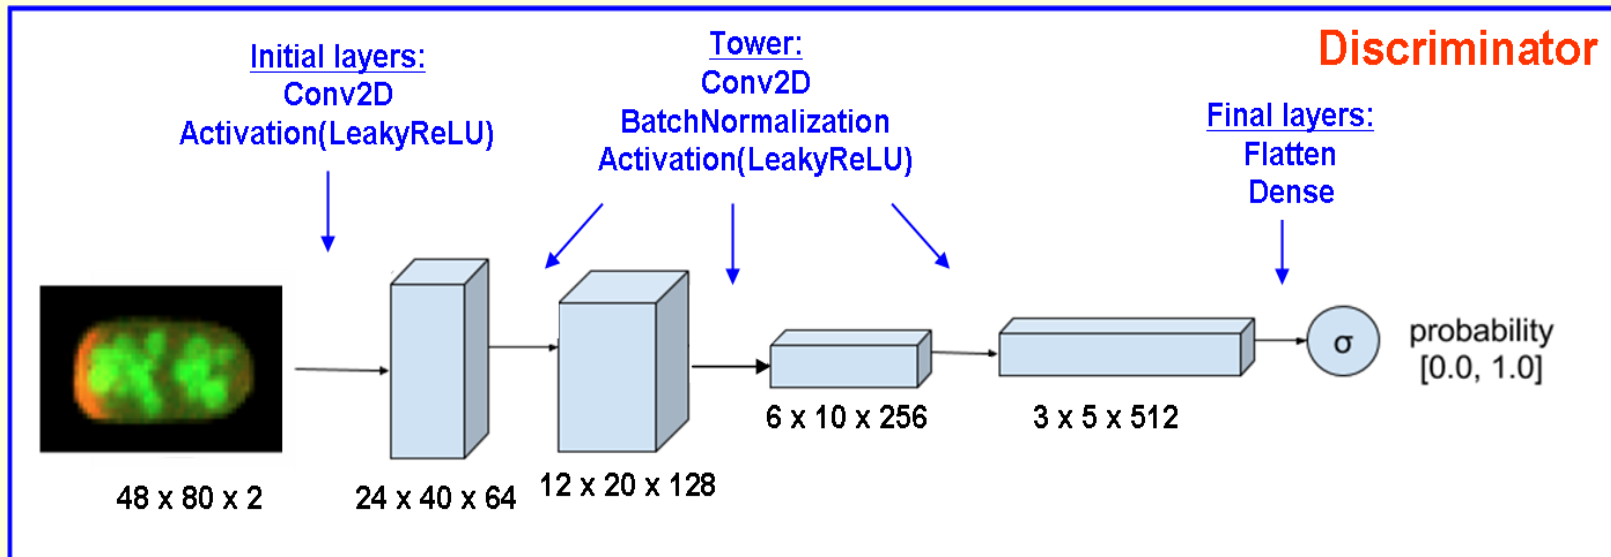 Discriminator
Initial layers:
Conv2D
Activation(LeakyReLU)
Tower:
Conv2D
BatchNormalization
Activation(LeakyReLU)
Final layers:
Flatten
Dense
σ
probability
[0.0, 1.0]
48 x 80 x 2
24 x 40 x 64
12 x 20 x 128
6 x 10 x 256
3 x 5 x 512